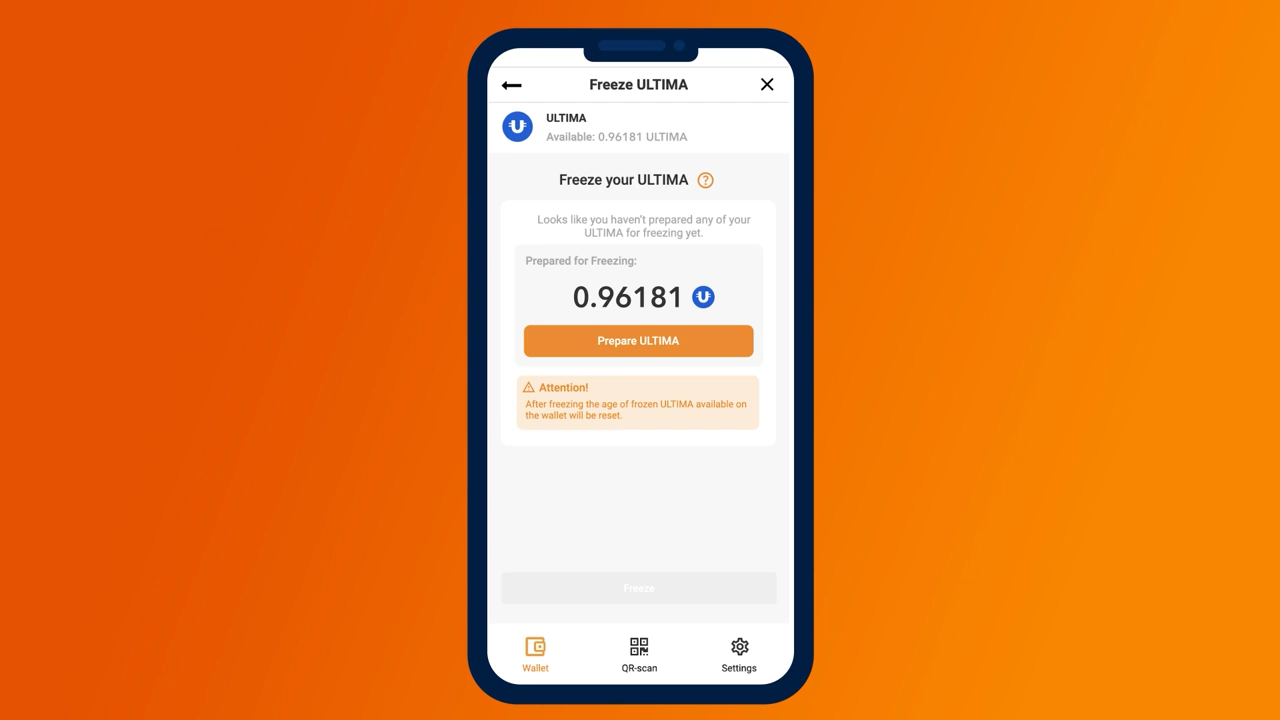 Freeze ULTIMA
ULTIMA
Available: 0.96181 ULTIMA
Freeze your ULTIMA
Looks like you haven't prepared any of your
ULTIMA for freezing yet.
Prepared for Freezing:
0.96181
Prepare ULTIMA
Attention!
After freezing the age of frozen ULTIMA available on
the wallet will be reset.
Freeze
Wallet
QR-scan
Settings